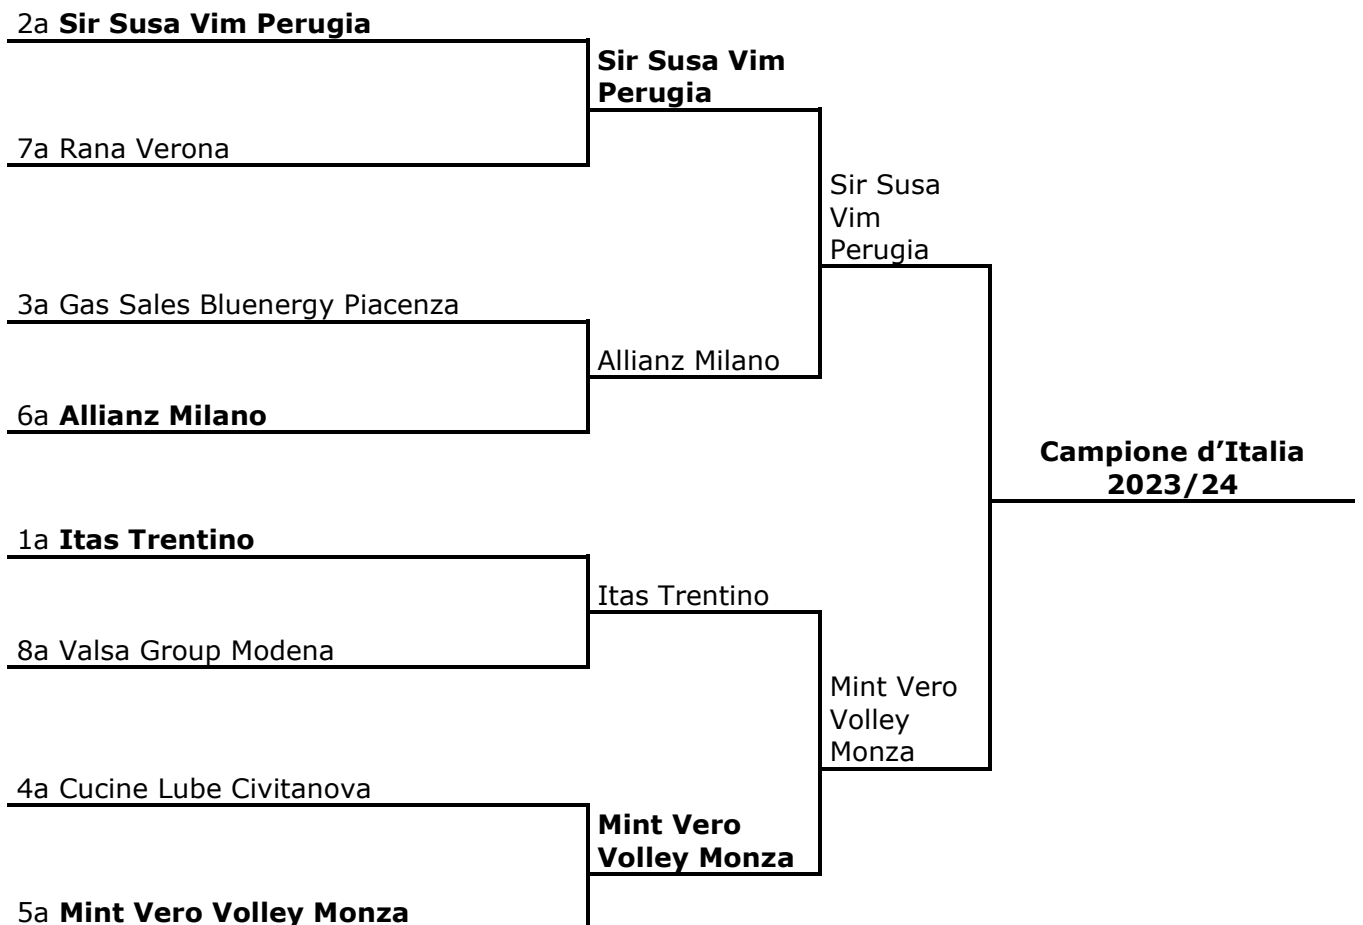 2a Sir Susa Vim Perugia
Sir Susa Vim
Perugia
7a Rana Verona
Sir Susa
Vim
Perugia
3a Gas Sales Bluenergy Piacenza
Allianz Milano
6a Allianz Milano
Campione d’Italia
2023/24
1a Itas Trentino
Itas Trentino
8a Valsa Group Modena
Mint Vero
Volley
Monza
4a Cucine Lube Civitanova
Mint Vero
Volley Monza
5a Mint Vero Volley Monza